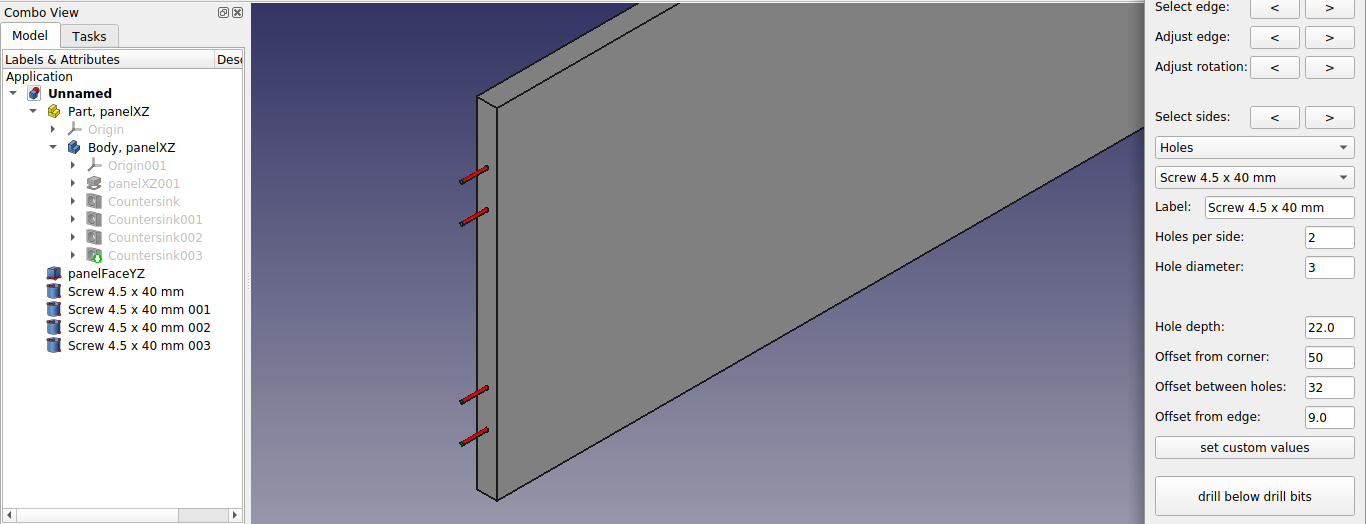 Combo View
Model
Tasks
Labels & Attributes
Desc
Application
Unnamed
Part, panelXZ
Origin
Body, panelXZ
Origin001
panelXZ001
Countersink
Countersink001
Countersink002
Countersink003
panelFaceYZ
Screw 4.5 x 40 mm
Screw 4.5 x 40 mm 001
Screw 4.5 x 40 mm 002
Screw 4.5 x 40 mm 003
Select edge: < >
Adjust edge: < >
Adjust rotation: < >
Select sides: < >
Holes
Screw 4.5 x 40 mm
Label: Screw 4.5 x 40 mm
Holes per side: 2
Hole diameter: 3
Hole depth: 22.0
Offset from corner: 50
Offset between holes: 32
Offset from edge: 9.0
set custom values
drill below drill bits